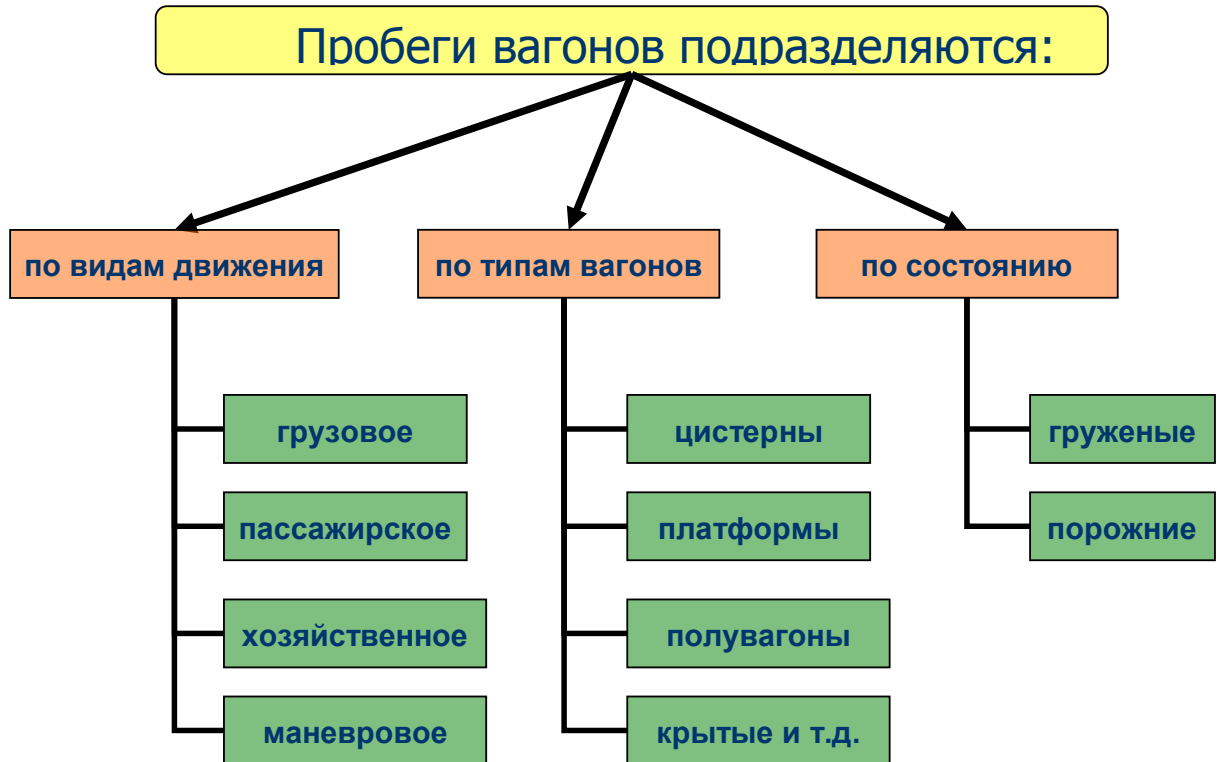 Пробеги вагонов подразделяются:
по видам движения
грузовое
пассажирское
хозяйственное
маневровое
по типам вагонов
цистерны
платформы
полувагоны
крытые и т.д.
по состоянию
груженые
порожние